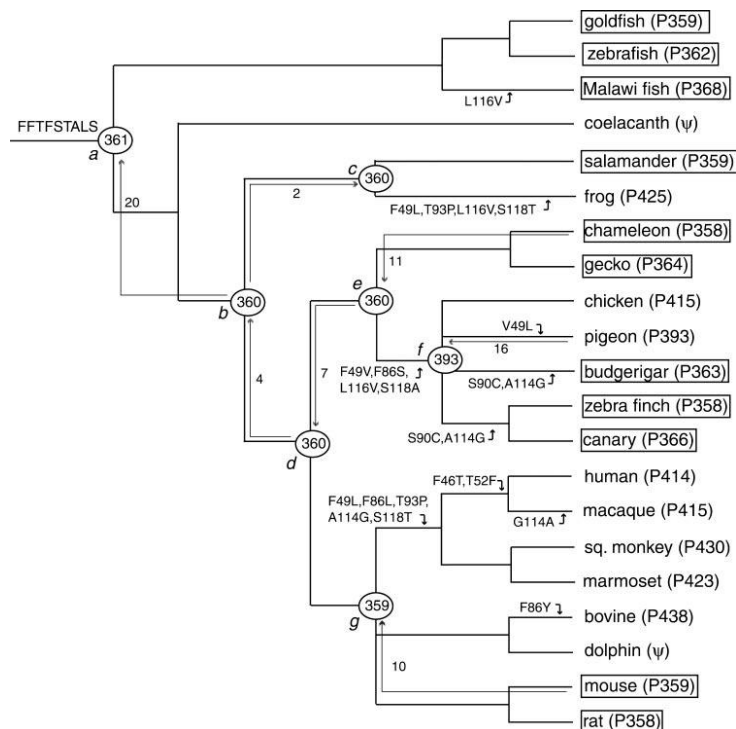 goldfish (P359)
zebrafish (P362)
Malawi fish (P368)
L116V
FFTFSTALS
361
a
coelacanth (ψ)
20
salamander (P359)
c
360
2
frog (P425)
F49L,T93P,L116V,S118T
chameleon (P358)
11
gecko (P364)
e
360
b
360
chicken (P415)
V49L
pigeon (P393)
16
f
393
F49V,F86S,
L116V,S118A
budgerigar (P363)
S90C,A114G
7
4
zebra finch (P358)
S90C,A114G
canary (P366)
360
d
human (P414)
F46T,T52F
F49L,F86L,T93P,
A114G,S118T
macaque (P415)
G114A
sq. monkey (P430)
marmoset (P423)
359
g
F86Y
bovine (P438)
dolphin (ψ)
10
mouse (P359)
rat (P358)